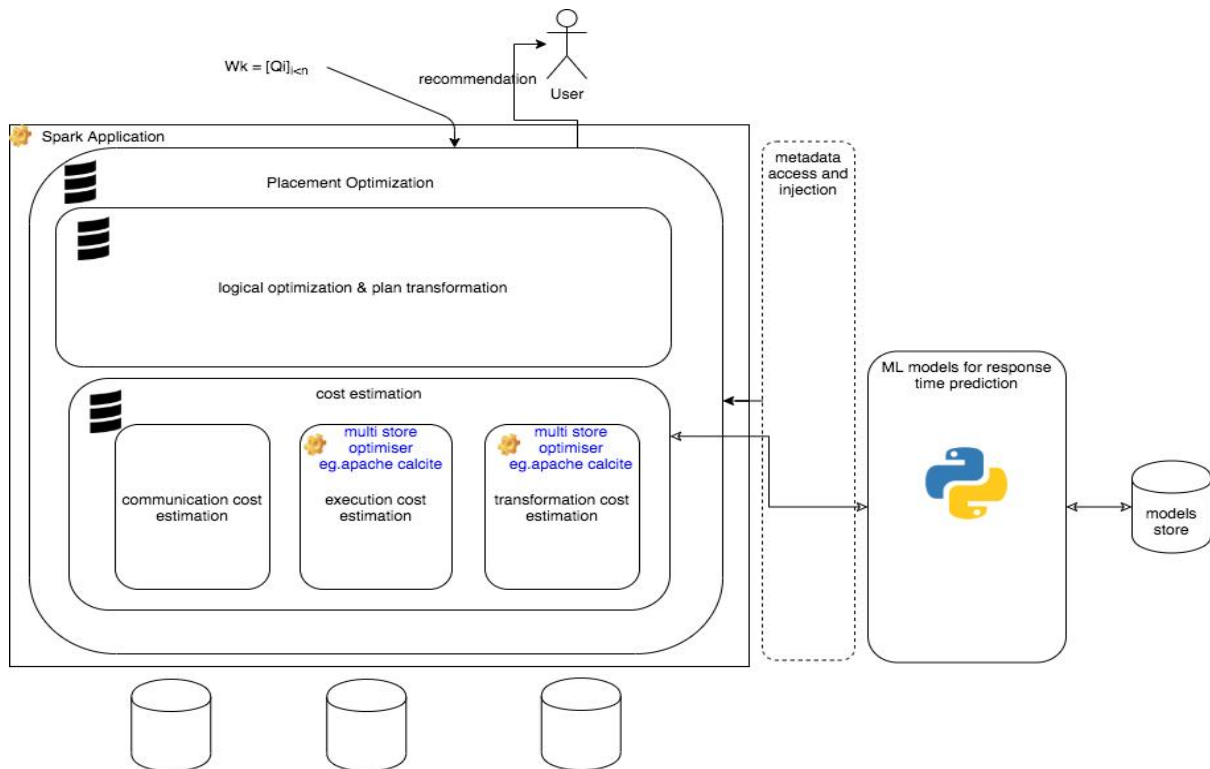 Wk = [Qi]i<n
recommendation
User
Spark Application
Placement Optimization
metadata
access and
injection
logical optimization & plan transformation
ML models for response
time prediction
cost estimation
multi store
optimiser
eg.apache calcite
multi store
optimiser
eg.apache calcite
communication cost
estimation
execution cost
estimation
transformation cost
estimation
models
store